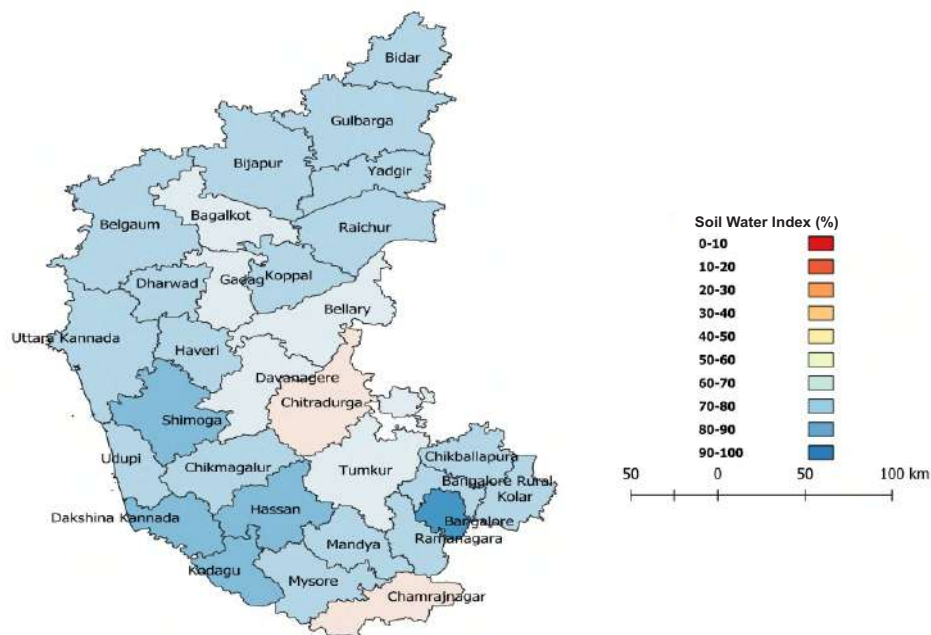 Bidar
Gulbarga
Bijapur
Yadgir
Bagalkot
Belgaum
Raichur
Gadag
Koppal
Dharwad
Bellary
Uttara Kannada
Haveri
Davanagere
Chitradurga
Shimoga
Udupi
Chikmagalur
Tumkur
Chikballapura
Bangalore Rural
Kolar
Dakshina Kannada
Hassan
Bangalore
Ramanagara
Mandya
Kodagu
Mysore
Chamrajnagar
Soil Water Index (%)
0-10
10-20
20-30
30-40
40-50
50-60
60-70
70-80
80-90
90-100
50 0 50 100 km